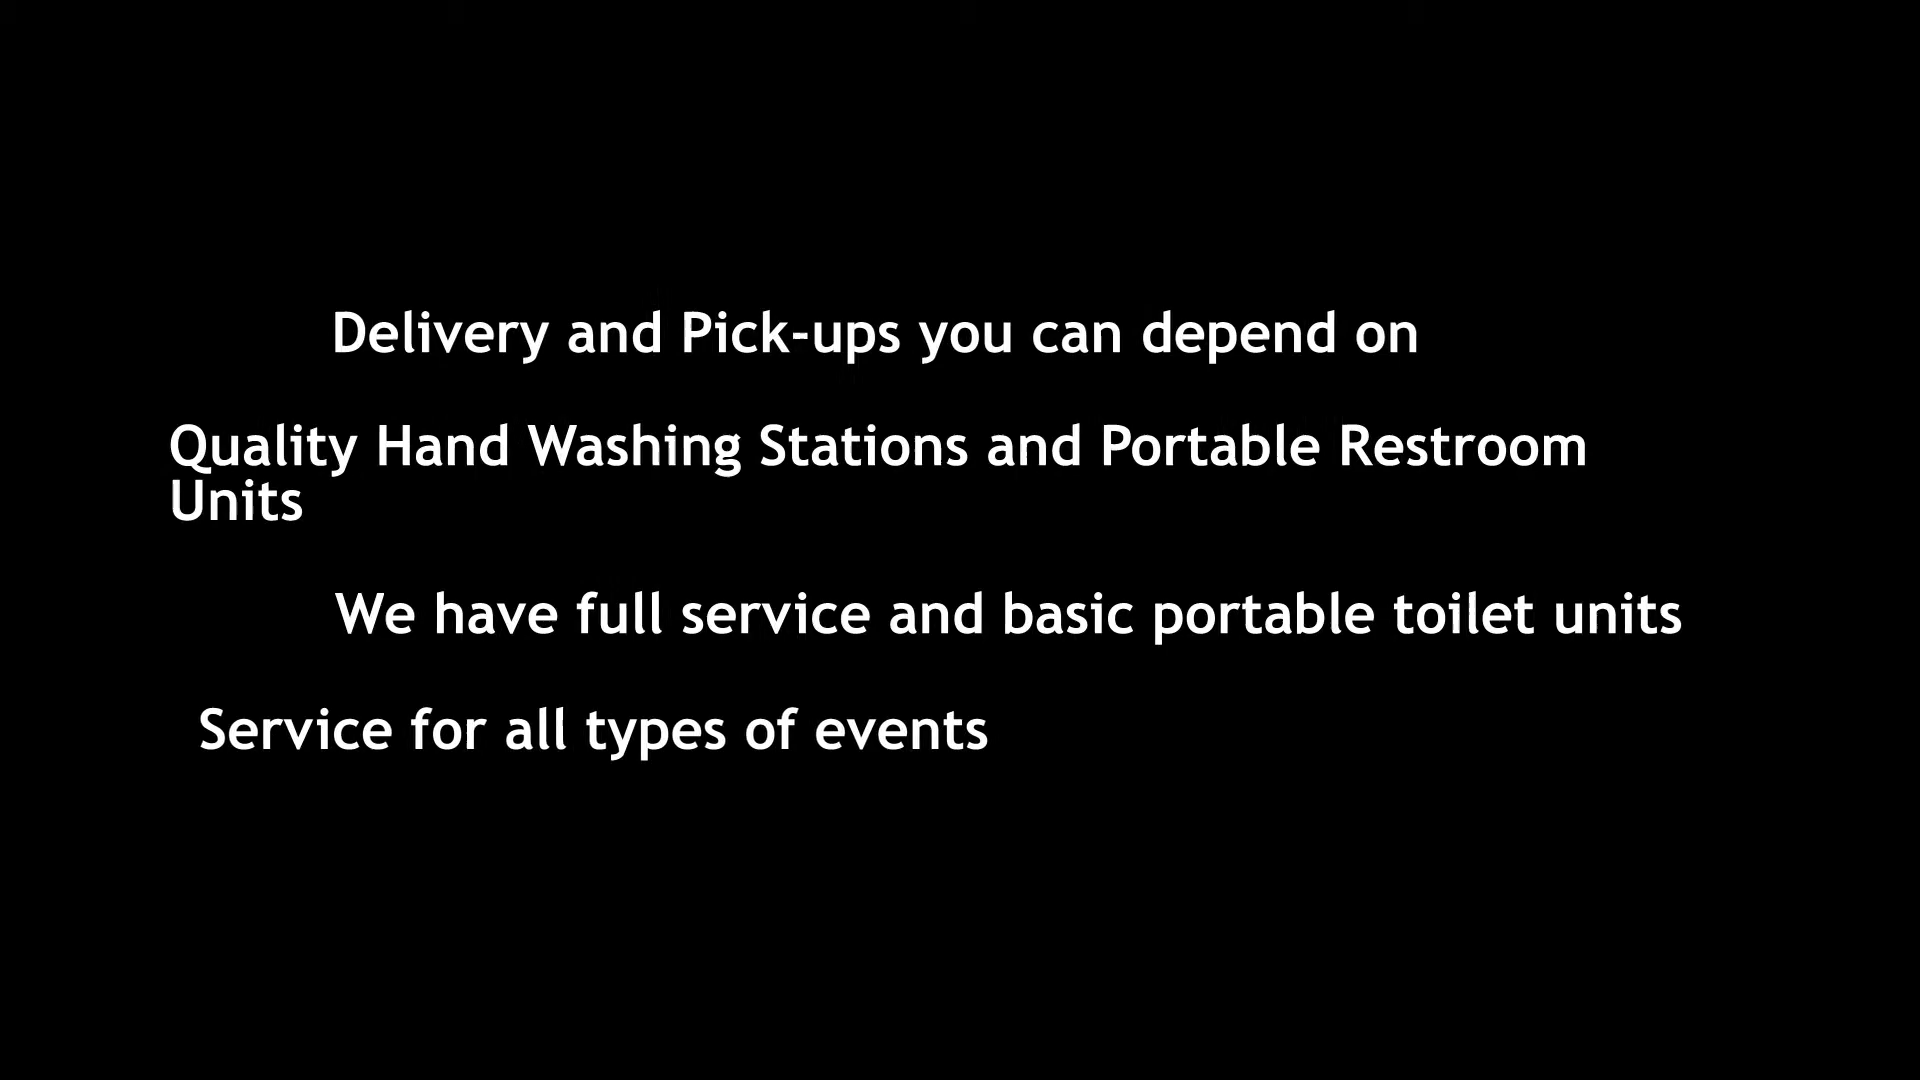 Delivery and Pick-ups you can depend on
Quality Hand Washing Stations and Portable Restroom
Units
We have full service and basic portable toilet units
Service for all types of events